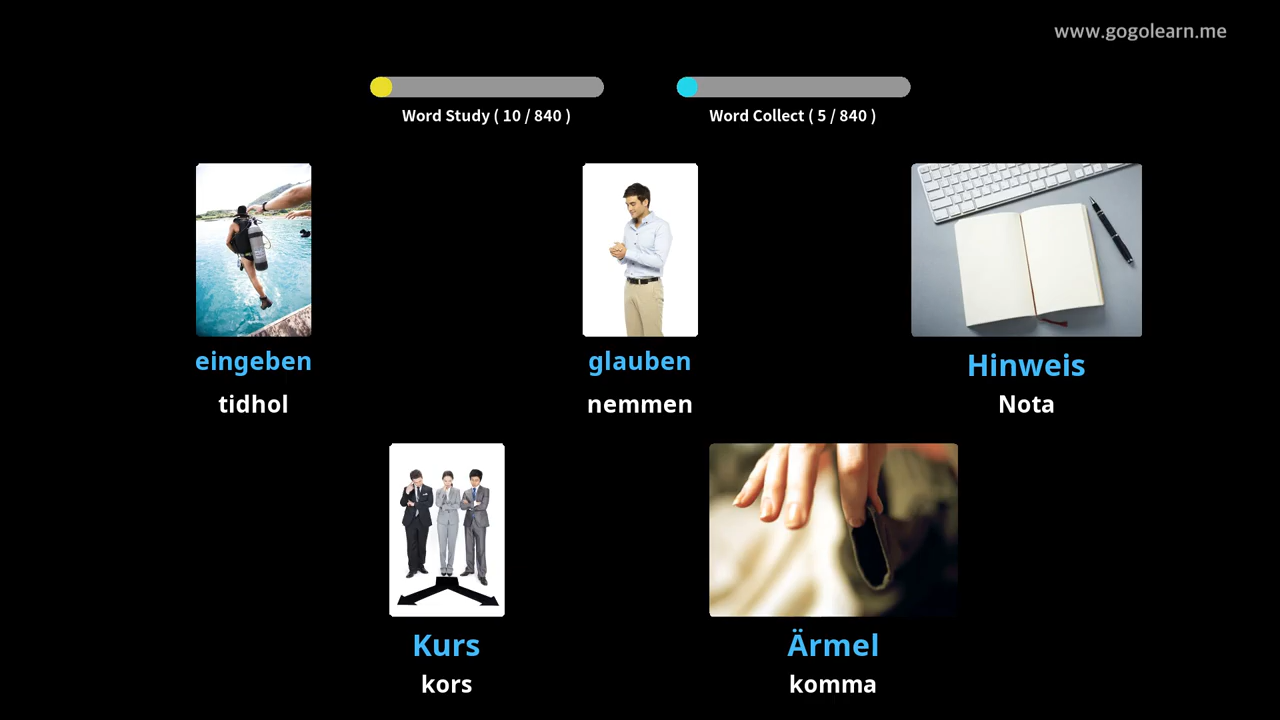 www.gogolearn.me
Word Study ( 10 / 840 )
Word Collect ( 5 / 840 )
eingeben
tidhol
glauben
nemmen
Hinweis
Nota
Kurs
kors
Ärmel
komma